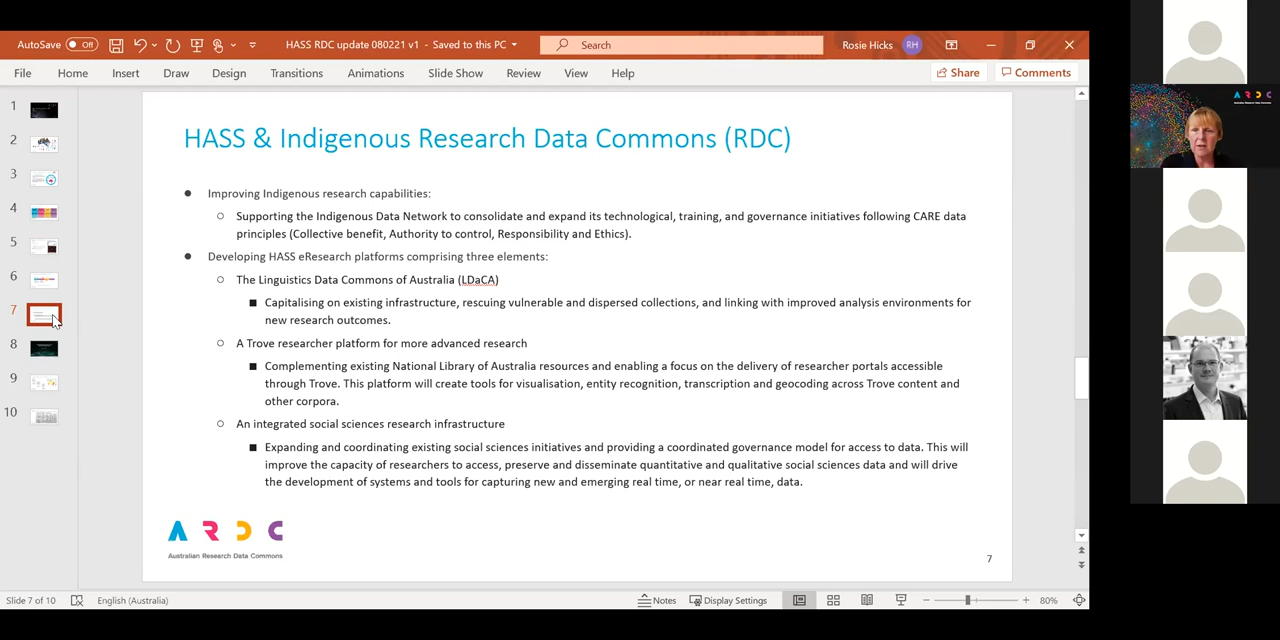 AutoSave Off HASS RDC update 080221 v1 - Saved to this PC Search Rosie Hicks RH
File Home Insert Draw Design Transitions Animations Slide Show Review View Help Share Comments
1
2
3
4
5
6
7
8
9
10
HASS & Indigenous Research Data Commons (RDC)
● Improving Indigenous research capabilities:
○ Supporting the Indigenous Data Network to consolidate and expand its technological, training, and governance initiatives following CARE data
principles (Collective benefit, Authority to control, Responsibility and Ethics).
● Developing HASS eResearch platforms comprising three elements:
○ The Linguistics Data Commons of Australia (LDaCA)
■ Capitalising on existing infrastructure, rescuing vulnerable and dispersed collections, and linking with improved analysis environments for
new research outcomes.
○ A Trove researcher platform for more advanced research
■ Complementing existing National Library of Australia resources and enabling a focus on the delivery of researcher portals accessible
through Trove. This platform will create tools for visualisation, entity recognition, transcription and geocoding across Trove content and
other corpora.
○ An integrated social sciences research infrastructure
■ Expanding and coordinating existing social sciences initiatives and providing a coordinated governance model for access to data. This will
improve the capacity of researchers to access, preserve and disseminate quantitative and qualitative social sciences data and will drive
the development of systems and tools for capturing new and emerging real time, or near real time, data.
ARDC
Australian Research Data Commons
7
Slide 7 of 10 English (Australia) Notes Display Settings 80%
ARDC